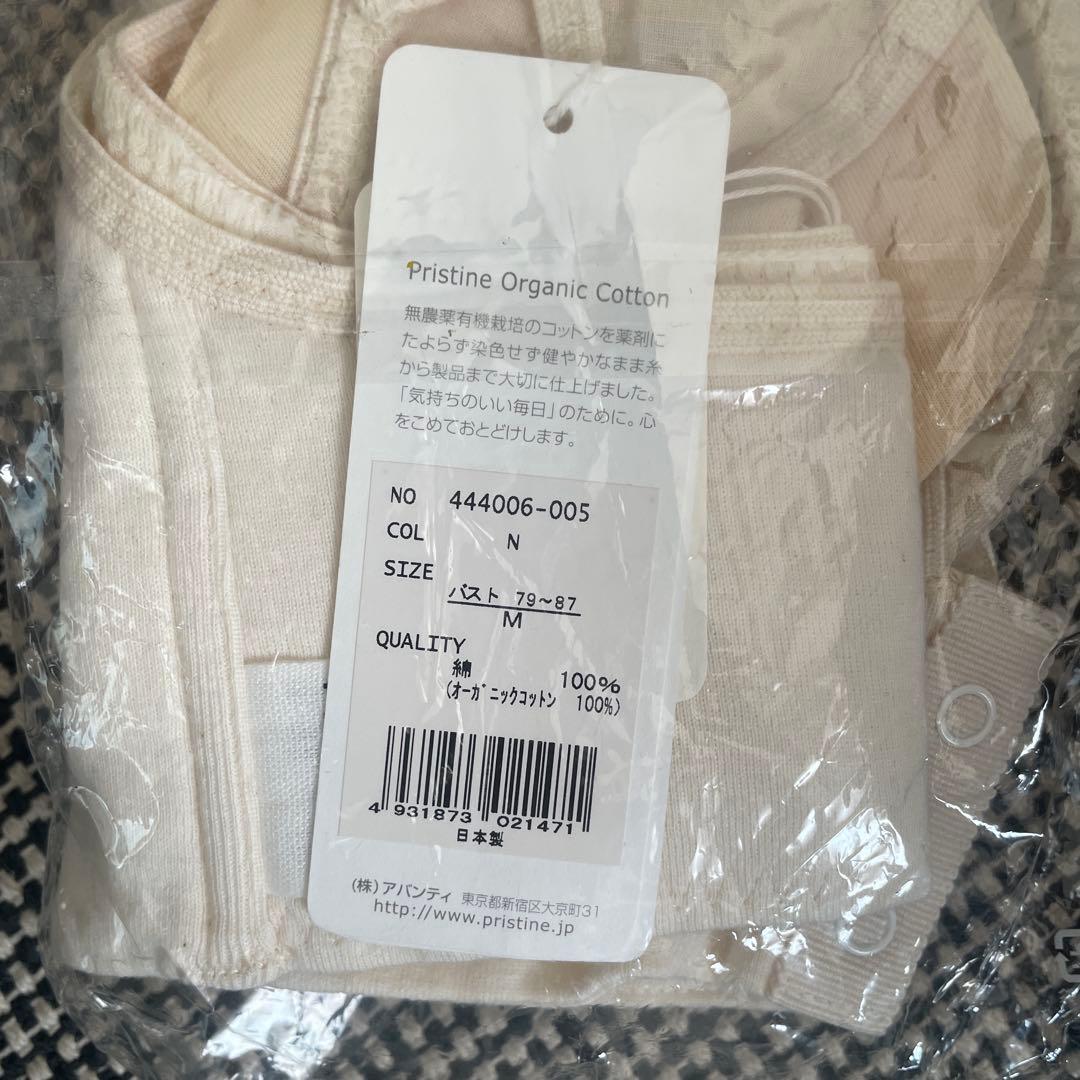 Pristine Organic Cotton
無農薬有機栽培のコットンを薬剤に
たよらず染色せず健やかなまま糸
から製品まで大切に仕上げました。
「気持ちのいい毎日」のために。心
をこめておとどけします。
NO 444006-005
COL N
SIZE
バスト 79~87
M
QUALITY
綿 100%
(オーガニックコットン 100%)
4 931873 021471
日本製
(株)アバンティ 東京都新宿区大京町31
http://www.pristine.jp